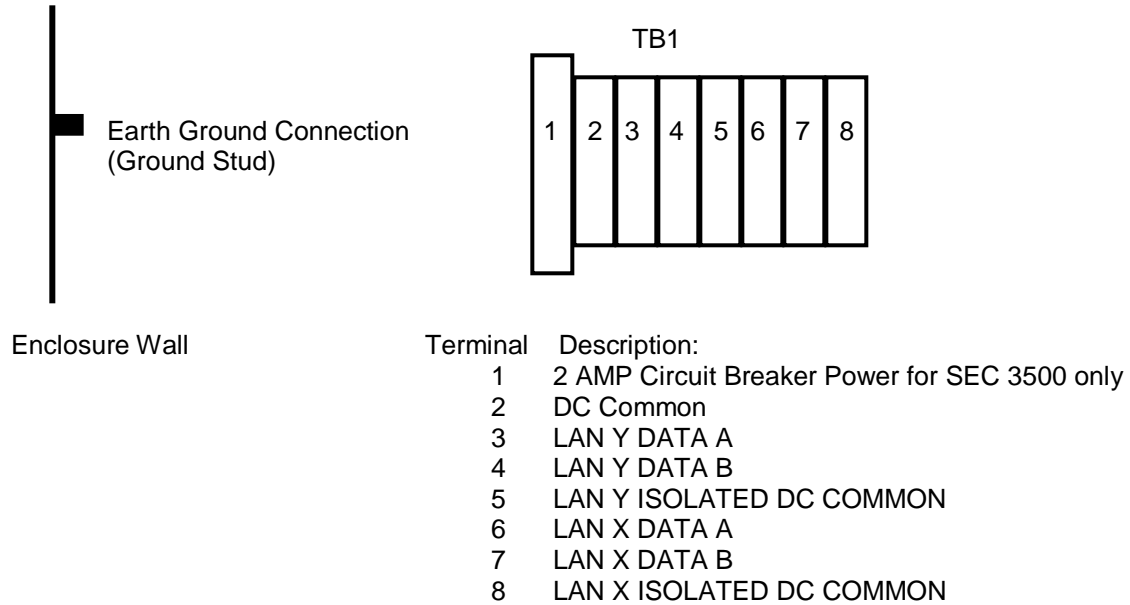 TB1
Earth Ground Connection
(Ground Stud)
1 2 3 4 5 6 7 8
Enclosure Wall
Terminal Description:
1 2 AMP Circuit Breaker Power for SEC 3500 only
2 DC Common
3 LAN Y DATA A
4 LAN Y DATA B
5 LAN Y ISOLATED DC COMMON
6 LAN X DATA A
7 LAN X DATA B
8 LAN X ISOLATED DC COMMON